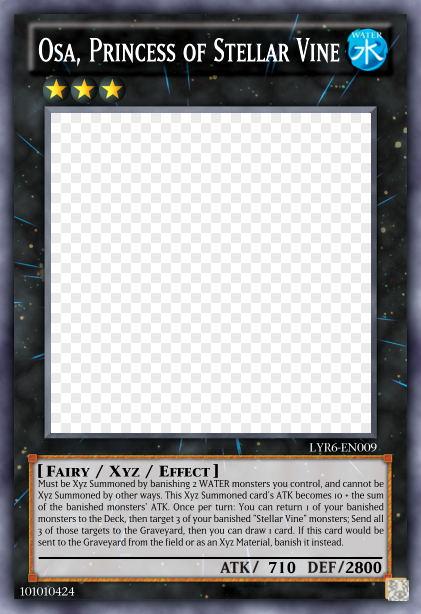 Osa, Princess of Stellar Vine
WATER
水
LYR6-EN009
[ Fairy / Xyz / Effect ]
Must be Xyz Summoned by banishing 2 WATER monsters you control, and cannot be
Xyz Summoned by other ways. This Xyz Summoned card's ATK becomes 10 + the sum
of the banished monsters' ATK. Once per turn: You can return 1 of your banished
monsters to the Deck, then target 3 of your banished "Stellar Vine" monsters; Send all
3 of those targets to the Graveyard, then you can draw 1 card. If this card would be
sent to the Graveyard from the field or as an Xyz Material, banish it instead.
ATK/ 710 DEF/2800
101010424